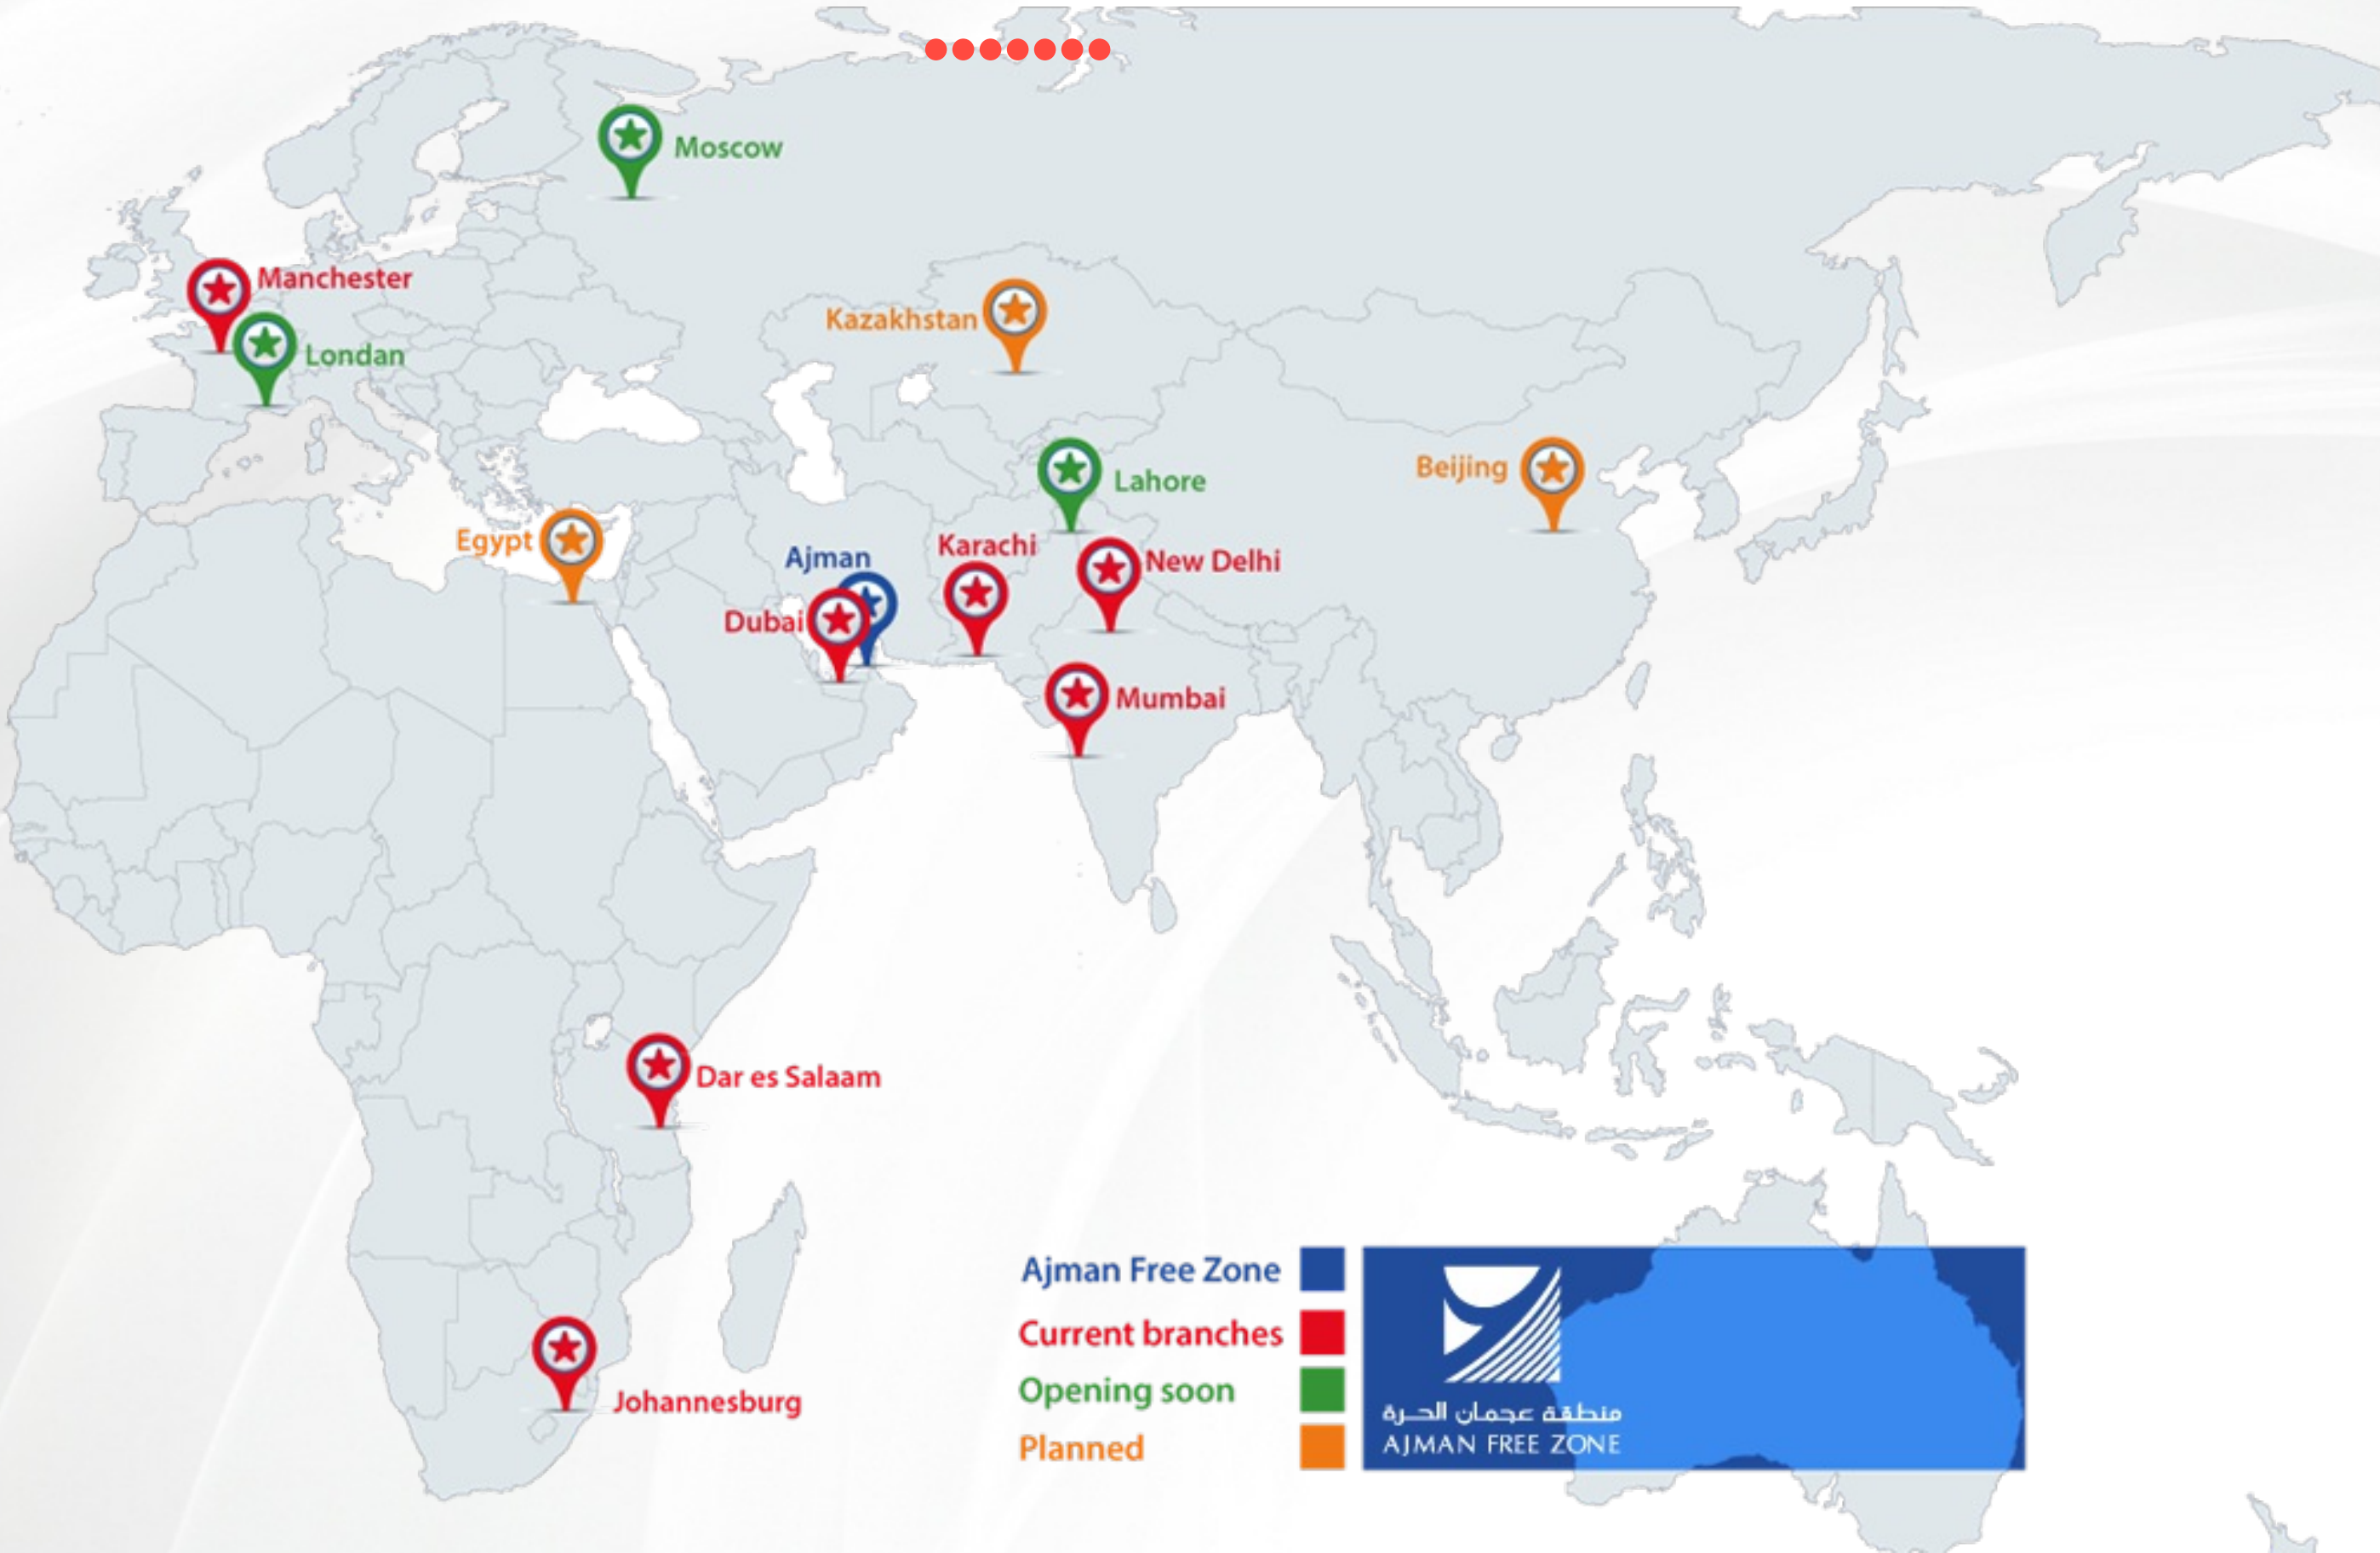 Moscow
Manchester
Londan
Kazakhstan
Lahore
Beijing
Egypt
Ajman
Karachi
New Delhi
Dubai
Mumbai
Dar es Salaam
Johannesburg
Ajman Free Zone
Current branches
Opening soon
Planned
منطقة عجمان الحرة
AJMAN FREE ZONE